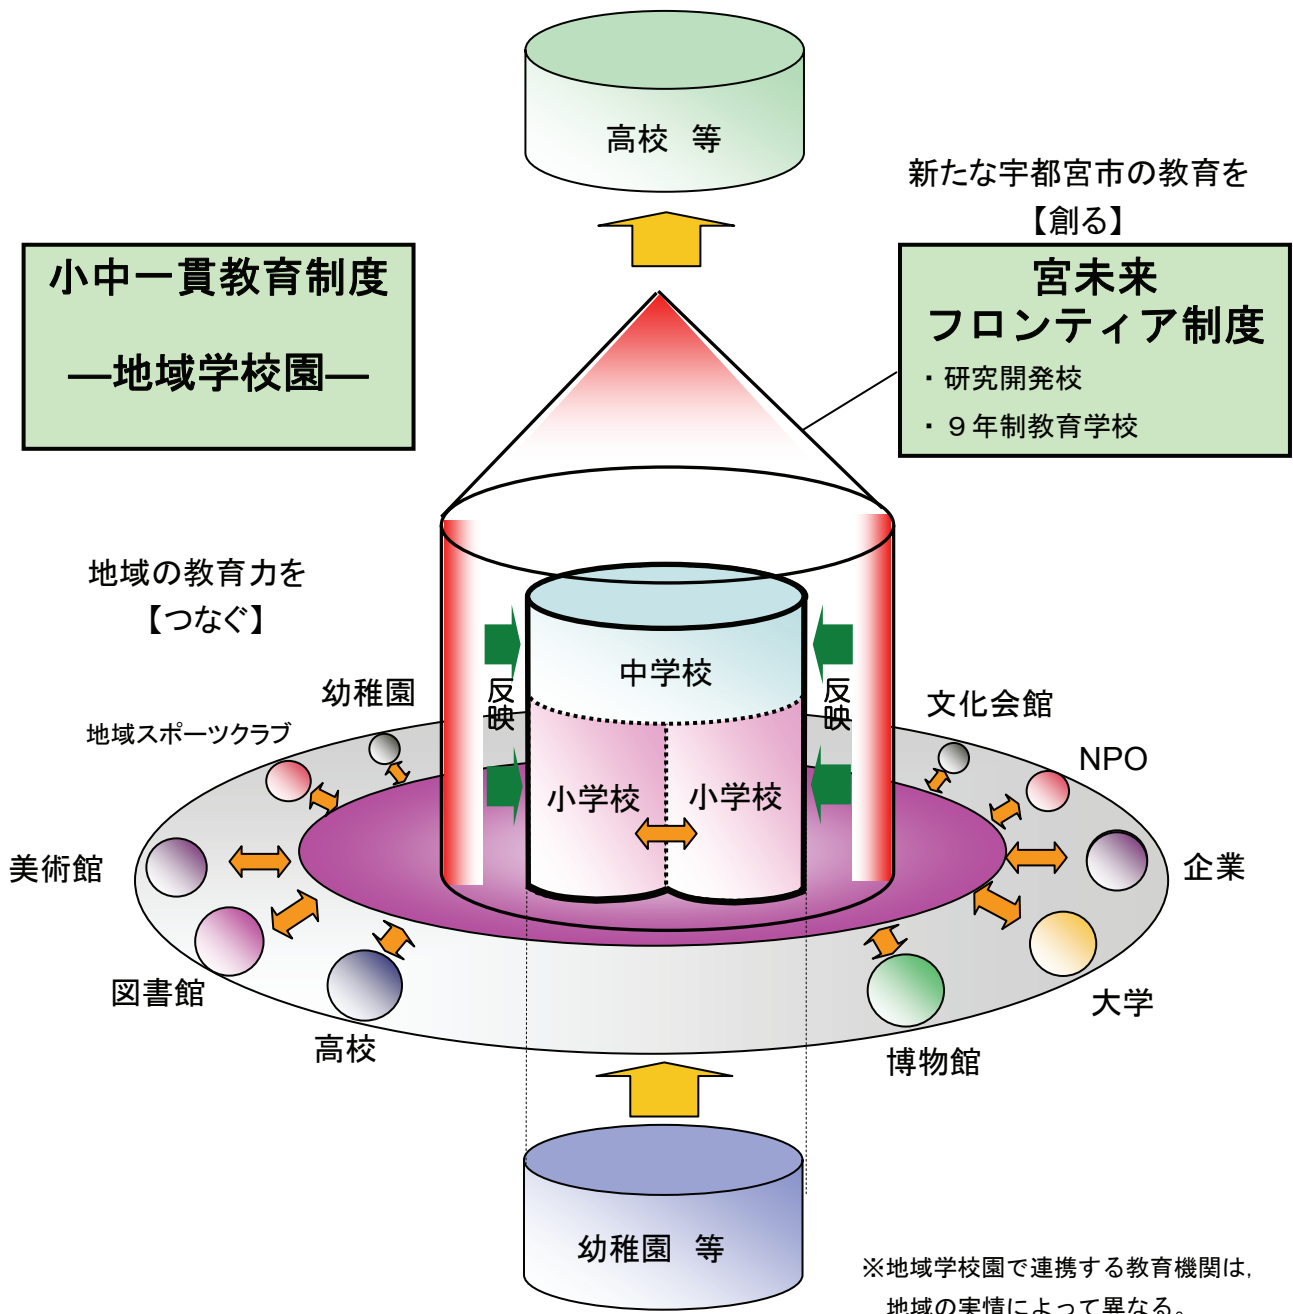 高校　等
新たな宇都宮市の教育を
【創る】
小中一貫教育制度
―地域学校園―
宮未来
フロンティア制度
・研究開発校
・９年制教育学校
地域の教育力を
【つなぐ】
中学校
反映
反映
小学校
小学校
幼稚園
地域スポーツクラブ
美術館
図書館
高校
文化会館
NPO
企業
大学
博物館
幼稚園　等
※地域学校園で連携する教育機関は,
地域の実情によって異なる。